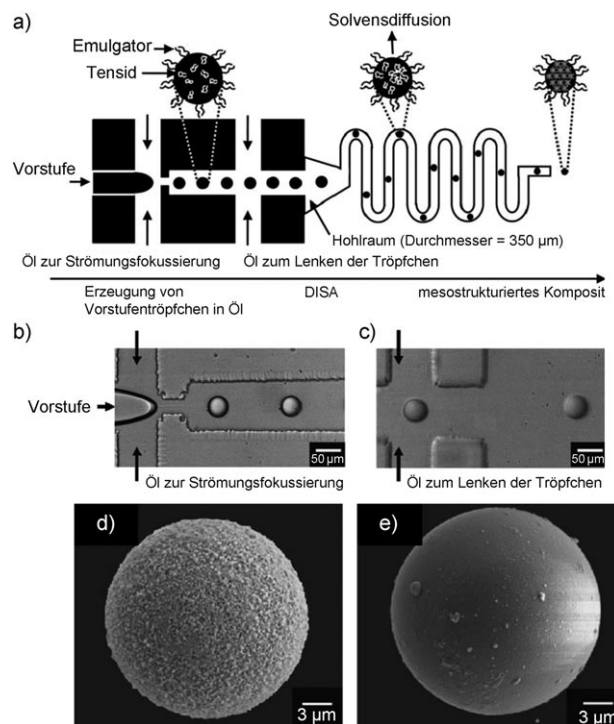 a)
Solvensdiffusion
Emulgator
Tensid
Vorstufe
Hohlraum (Durchmesser = 350 µm)
Öl zur Strömungsfokussierung
Öl zum Lenken der Tröpfchen
Erzeugung von
Vorstufentröpfchen in Öl
DISA
mesostrukturiertes Komposit
b)
c)
Vorstufe
50 µm
50 µm
Öl zur Strömungsfokussierung
Öl zum Lenken der Tröpfchen
d)
e)
3 µm
3 µm